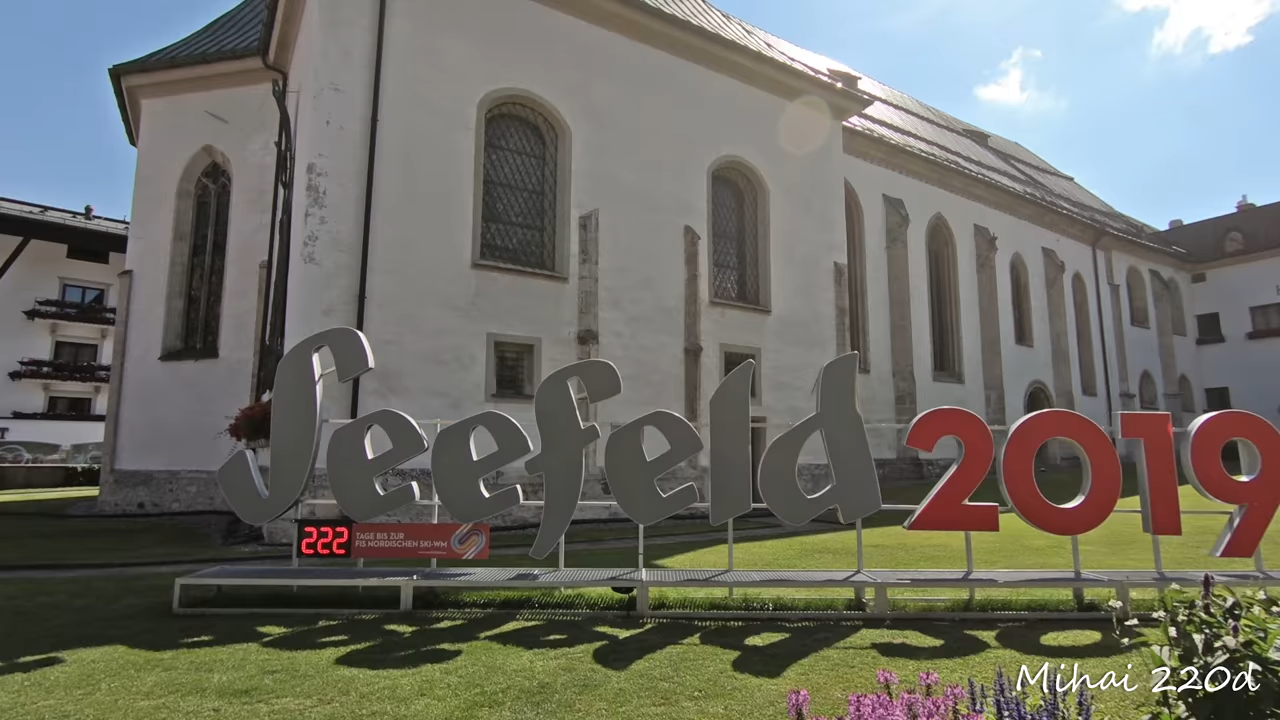 Seefeld 2019
222
TAGE BIS ZUR
FIS NORDISCHEN SKI-WM
Mihai 220d